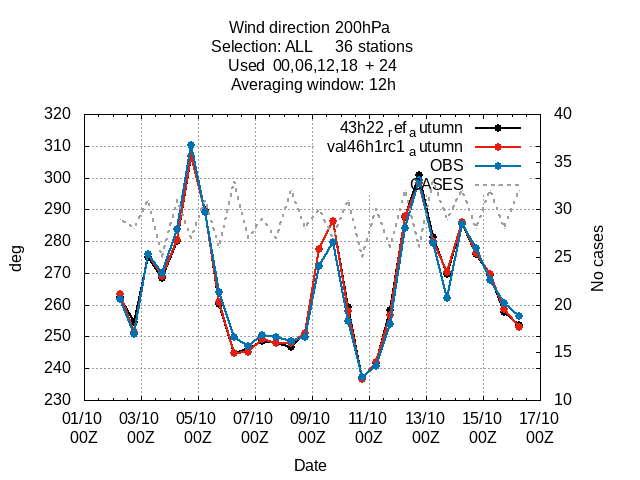 Wind direction 200hPa
Selection: ALL 36 stations
Used 00,06,12,18 + 24
Averaging window: 12h
43h22 refautumn
val46h1rc1 autumn
OBS
CASES
320
310
300
290
280
270
260
250
240
230
deg
40
35
30
25
20
15
10
No cases
01/10 03/10 05/10 07/10 09/10 11/10 13/10 15/10 17/10
00Z 00Z 00Z 00Z 00Z 00Z 00Z 00Z 00Z
Date